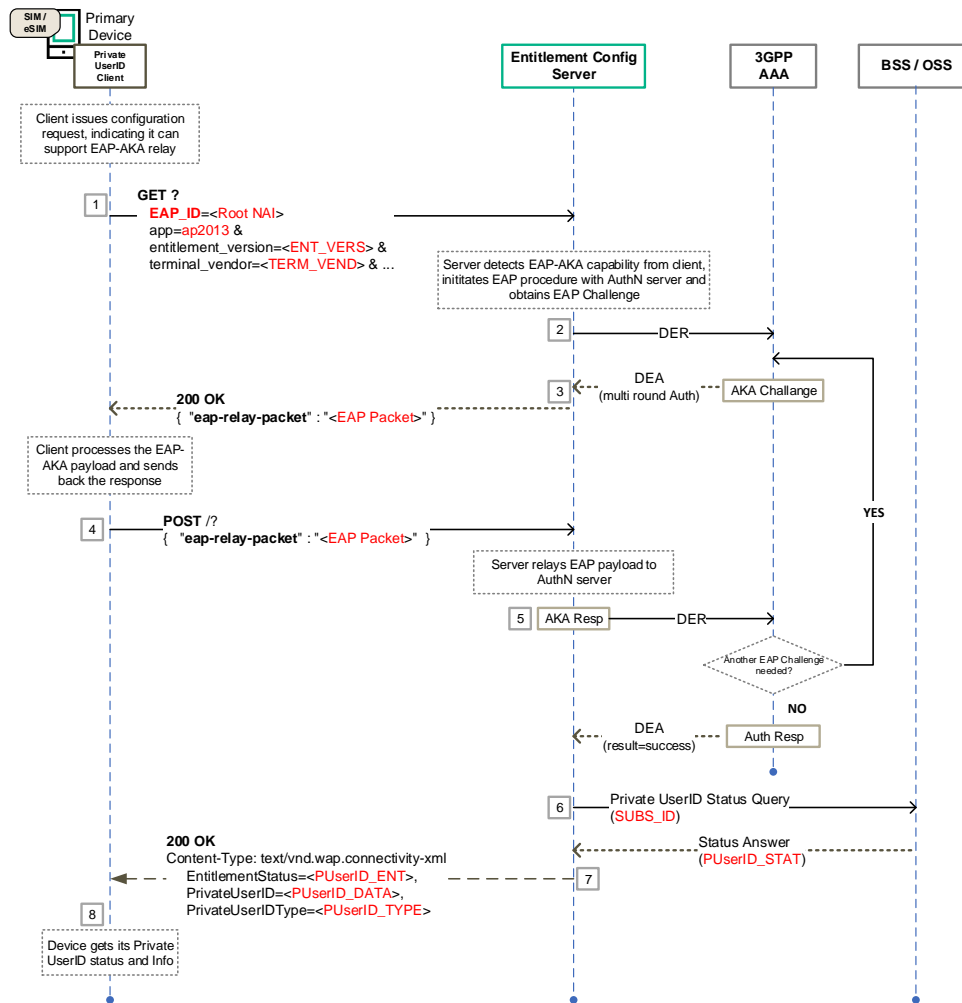 SIM /
eSIM
Primary
Device
Private
UserID
Client
Entitlement Config
Server
3GPP
AAA
BSS / OSS
Client issues configuration
request, indicating it can
support EAP-AKA relay
1
GET ?
EAP_ID=<Root NAI>
app=ap2013 &
entitlement_version=<ENT_VERS> &
terminal_vendor=<TERM_VEND> & ...
Server detects EAP-AKA capability from client,
inititates EAP procedure with AuthN server and
obtains EAP Challenge
2
DER
3
DEA
(multi round Auth)
AKA Challange
200 OK
{ "eap-relay-packet" : "<EAP Packet>" }
Client processes the EAP-
AKA payload and sends
back the response
4
POST /?
{ "eap-relay-packet" : "<EAP Packet>" }
YES
Server relays EAP payload to
AuthN server
5
AKA Resp
DER
Another EAP Challenge
needed?
NO
DEA
(result=success)
Auth Resp
6
Private UserID Status Query
(SUBS_ID)
Status Answer
(PUserID_STAT)
200 OK
Content-Type: text/vnd.wap.connectivity-xml
EntitlementStatus=<PUserID_ENT>,
PrivateUserID=<PUserID_DATA>,
PrivateUserIDType=<PUserID_TYPE>
7
8
Device gets its Private
UserID status and Info